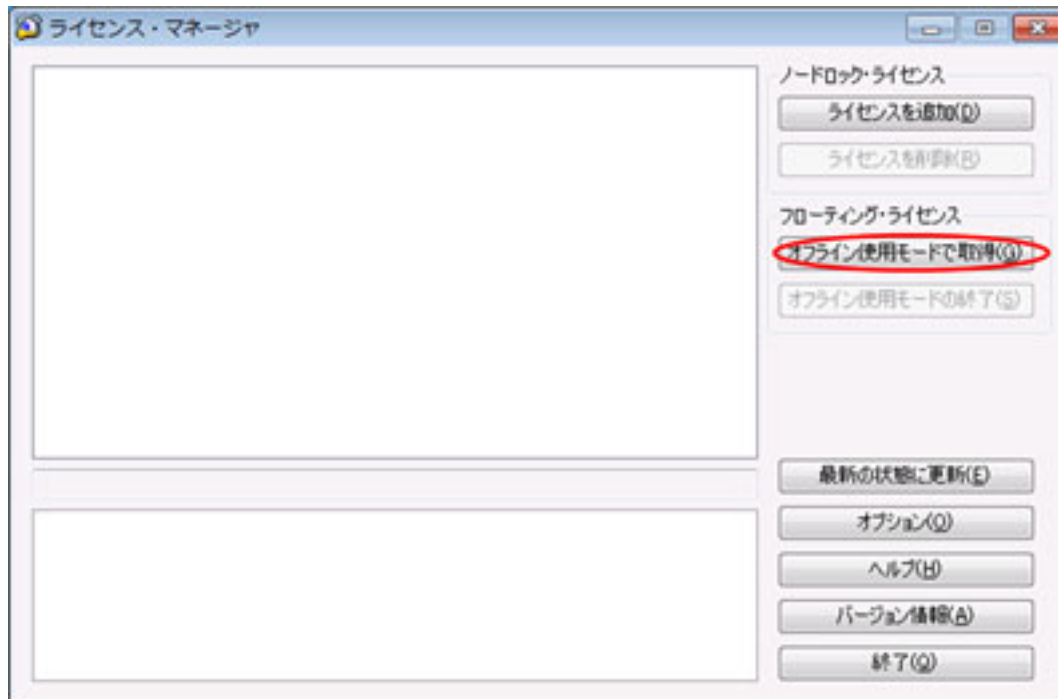 ライセンス・マネージャ
ノードロック・ライセンス
ライセンスを追加(D)
ライセンスを削除(R)
フローティング・ライセンス
オフライン使用モードで取得(G)
オフライン使用モードの終了(S)
最新の状態に更新(E)
オプション(O)
ヘルプ(H)
バージョン情報(A)
終了(Q)